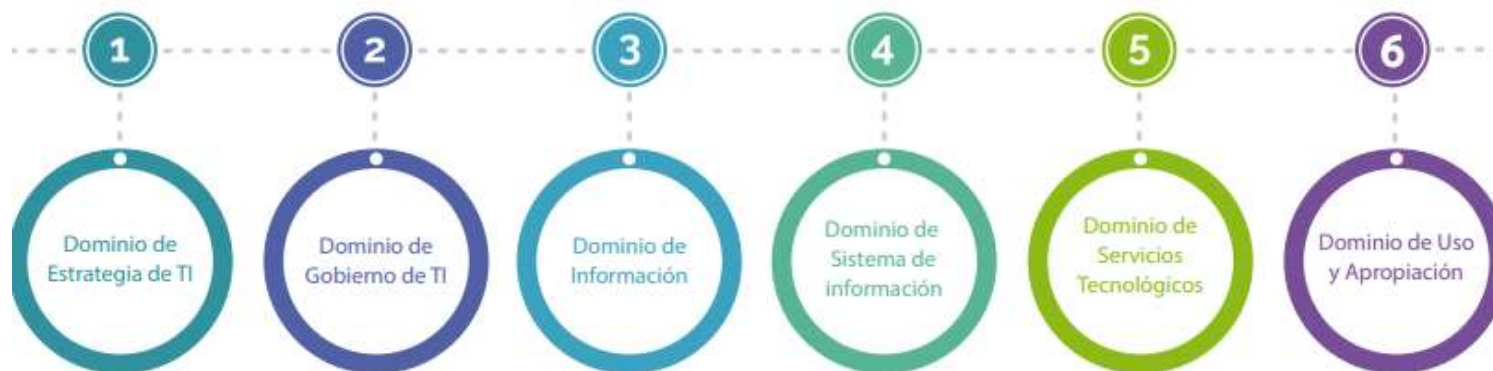 1
2
3
4
5
6
Dominio de
Estrategia de TI
Dominio de
Gobierno de TI
Dominio de
Información
Dominio de
Sistema de
información
Dominio de
Servicios
Tecnológicos
Dominio de Uso
y Apropiación